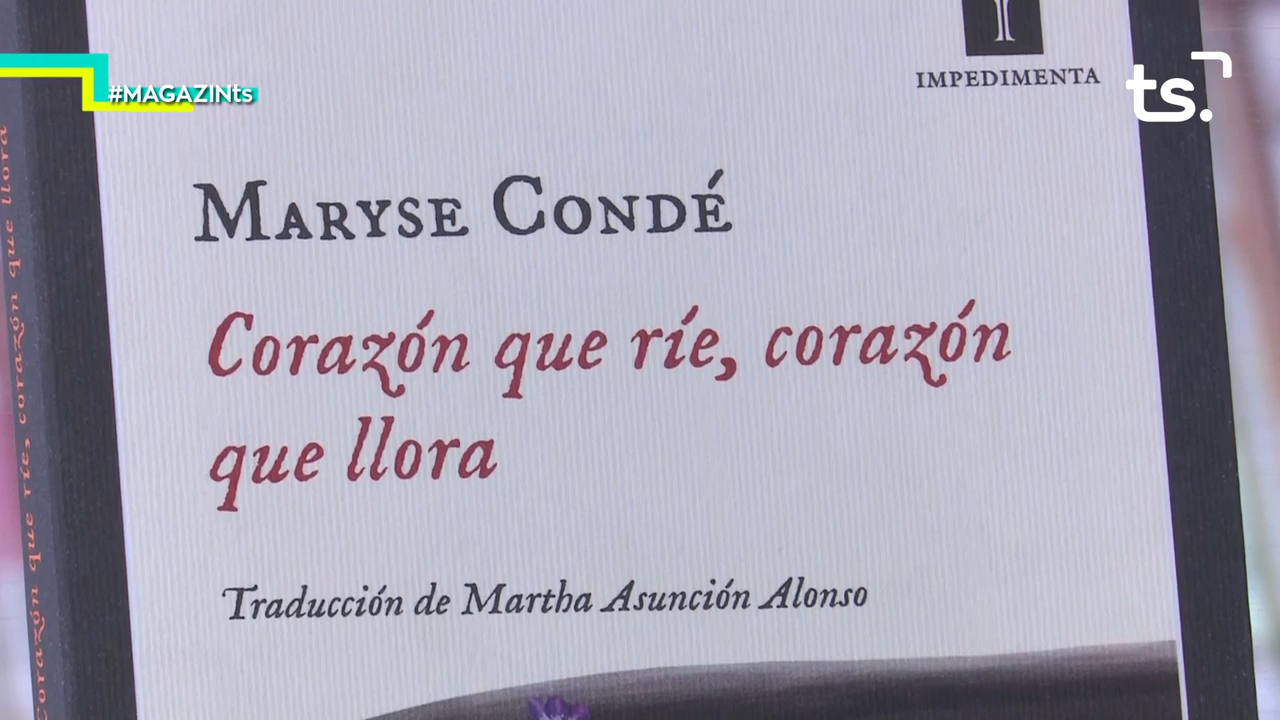 #MAGAZINts
ts.
IMPEDIMENTA
MARYSE CONDÉ
Corazón que ríe, corazón
que llora
Traducción de Martha Asunción Alonso
Corazón que ríe, corazón que llora